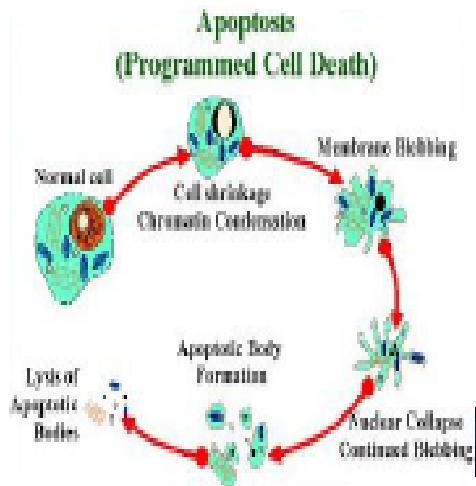 Apoptosis
(Programmed Cell Death)
Membrane Blebbing
Normal cell
Cell shrinkage
Chromatin Condensation
Apoptotic Body
Formation
Lysis of
Apoptotic
Bodies
Nuclear Collapse
Continued Blebbing